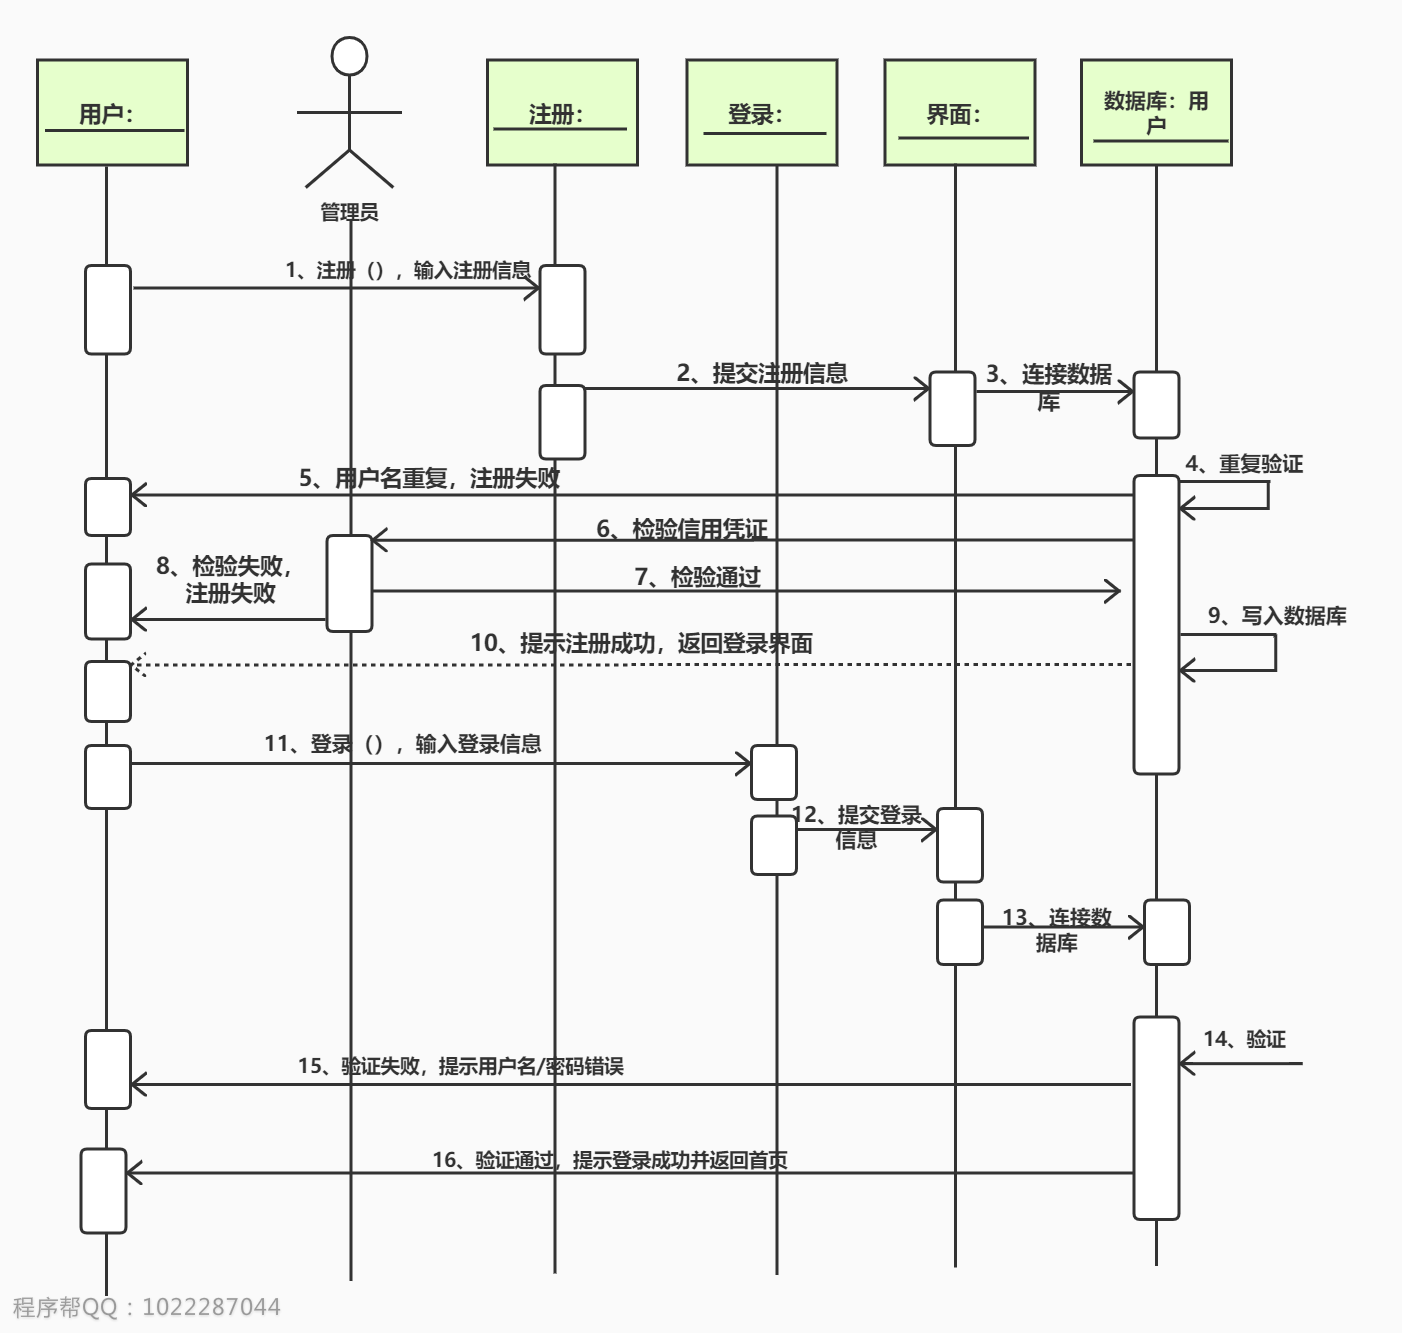 用户：
注册：
登录：
界面：
数据库：用
户
管理员
1、注册（），输入注册信息
2、提交注册信息
3、连接数据
库
4、重复验证
5、用户名重复，注册失败
6、检验信用凭证
8、检验失败，
注册失败
7、检验通过
9、写入数据库
10、提示注册成功，返回登录界面
11、登录（），输入登录信息
12、提交登录
信息
13、连接数
据库
14、验证
15、验证失败，提示用户名/密码错误
16、验证通过，提示登录成功并返回首页
程序帮QQ：1022287044